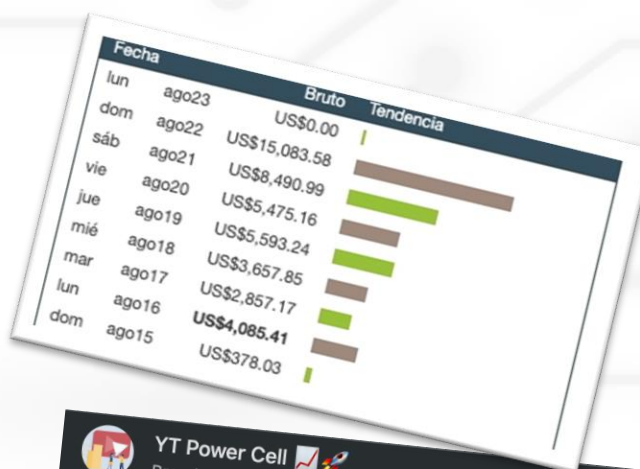 Fecha Bruto Tendencia
lun ago23 US$0.00
dom ago22 US$15,083.58
sáb ago21 US$8,490.99
vie ago20 US$5,475.16
jue ago19 US$5,593.24
mié ago18 US$3,657.85
mar ago17 US$2,857.17
lun ago16 US$4,085.41
dom ago15 US$378.03
YT Power Cell 📈🚀